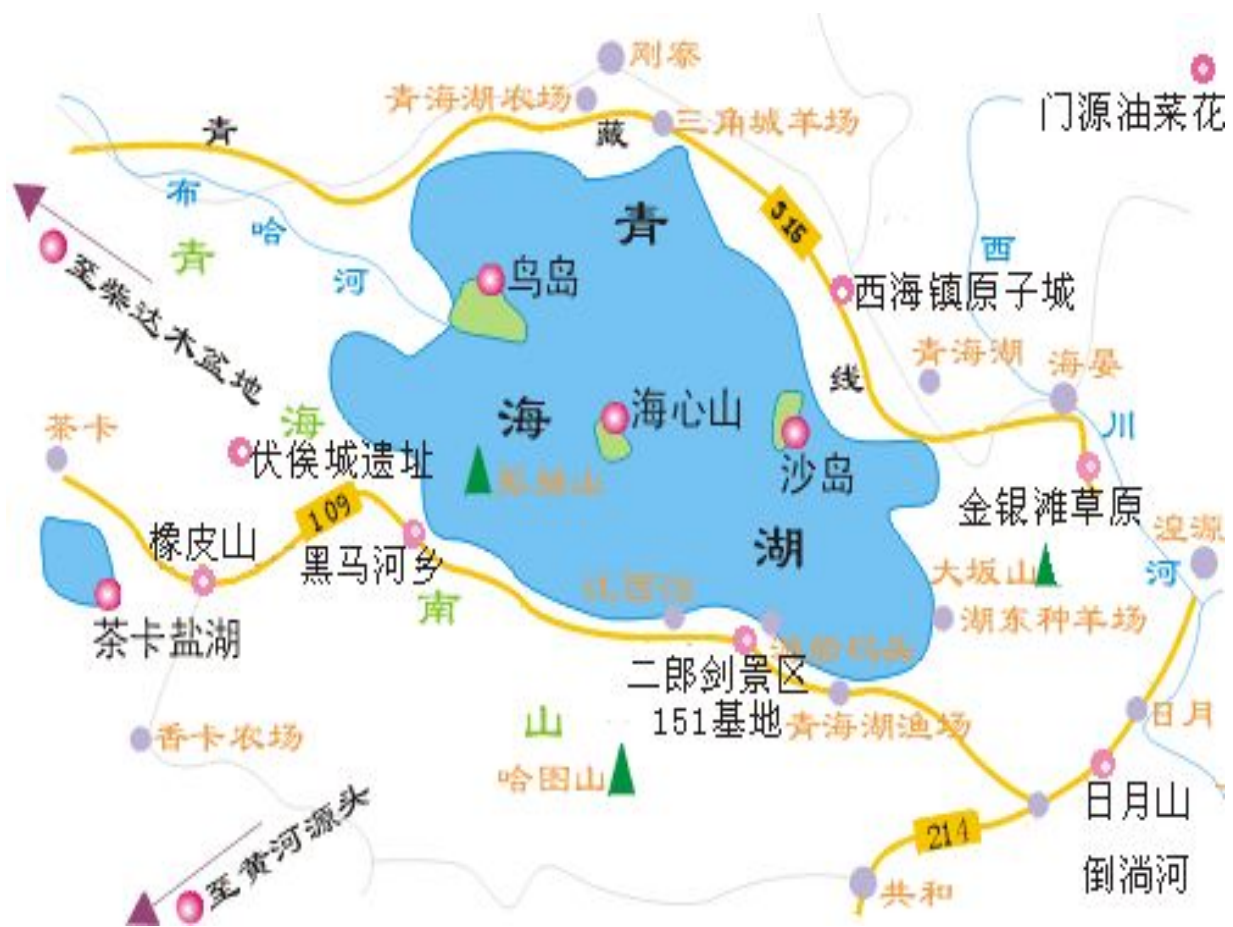 刚察
青海湖农场
门源油菜花
三角城羊场
青
藏
线
315
布
哈
河
青
海
南
山
青
海
湖
西
川
河
鸟岛
西海镇原子城
至柴达木盆地
青海湖
海晏
茶卡
海心山
伏俟城遗址
沙岛
109
金银滩草原
橡皮山
黑马河乡
湟源
大坂山
茶卡盐湖
湖东种羊场
二郎剑景区
151基地
青海湖渔场
日月
香卡农场
哈图山
至黄河源头
214
日月山
倒淌河
共和